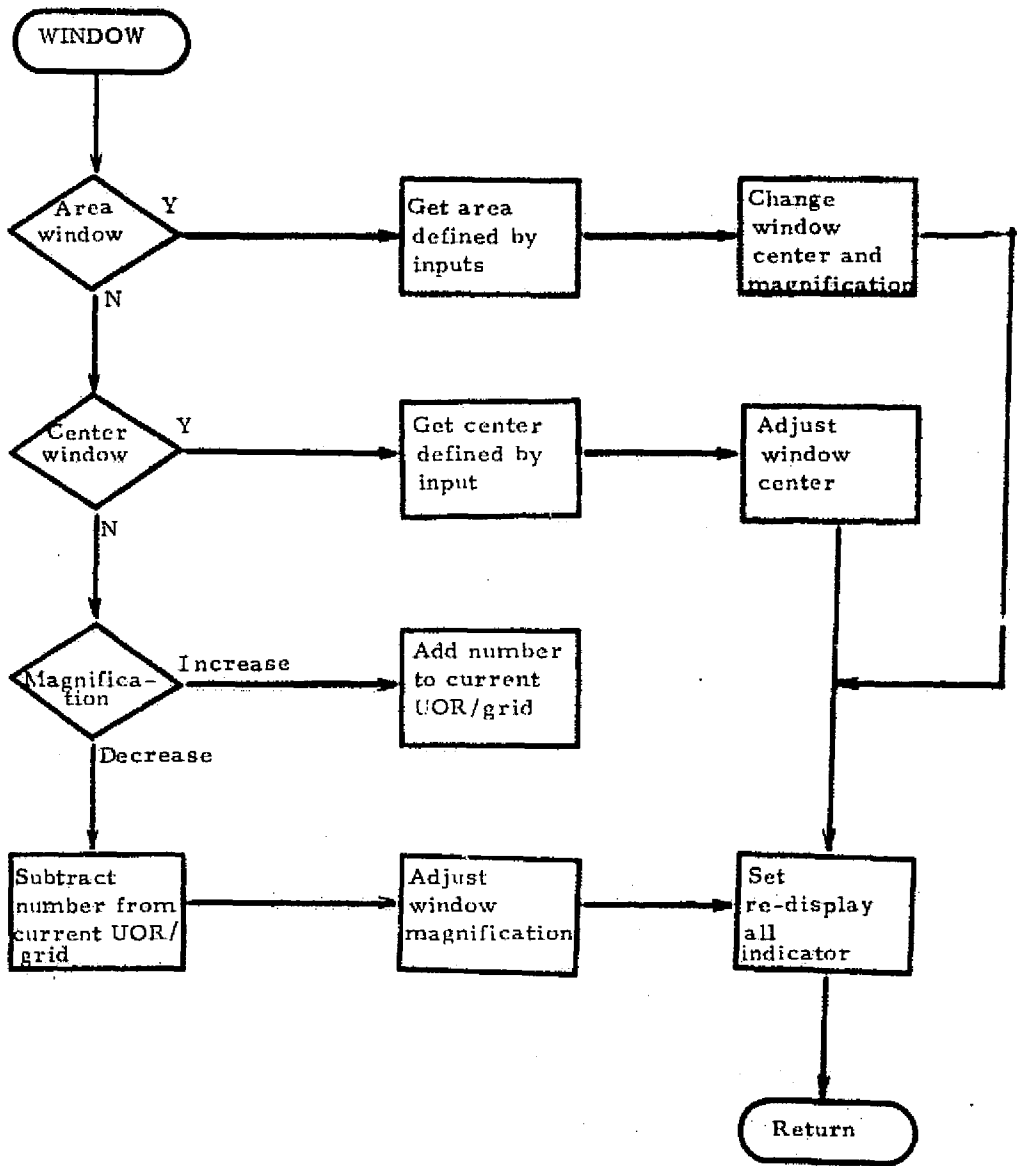 WINDOW
Area
window
Y
N
Get area
defined by
inputs
Change
window
center and
magnification
Center
window
Y
N
Get center
defined by
input
Adjust
window
center
Magnifica-
tion
Increase
Decrease
Add number
to current
UOR/grid
Subtract
number from
current UOR/
grid
Adjust
window
magnification
Set
re-display
all
indicator
Return